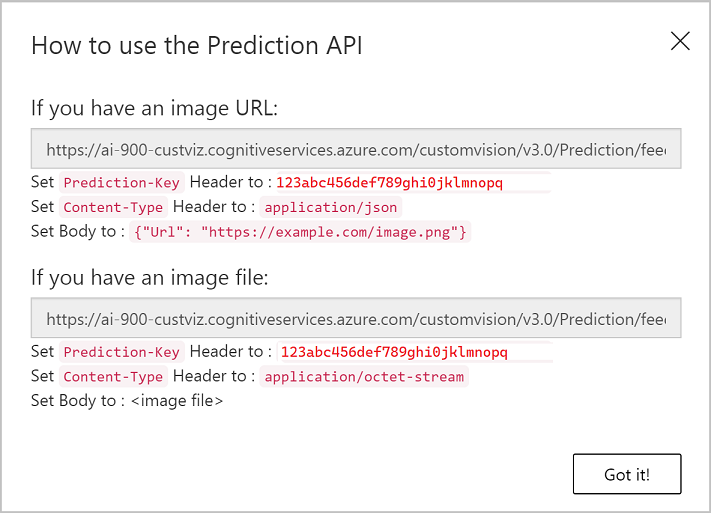 How to use the Prediction API
If you have an image URL:
https://ai-900-custviz.cognitiveservices.azure.com/customvision/v3.0/Prediction/feed
Set Prediction-Key Header to : 123abc456def789ghi0jklmnopq
Set Content-Type Header to : application/json
Set Body to : {"Url": "https://example.com/image.png"}
If you have an image file:
https://ai-900-custviz.cognitiveservices.azure.com/customvision/v3.0/Prediction/feed
Set Prediction-Key Header to : 123abc456def789ghi0jklmnopq
Set Content-Type Header to : application/octet-stream
Set Body to : <image file>
Got it!